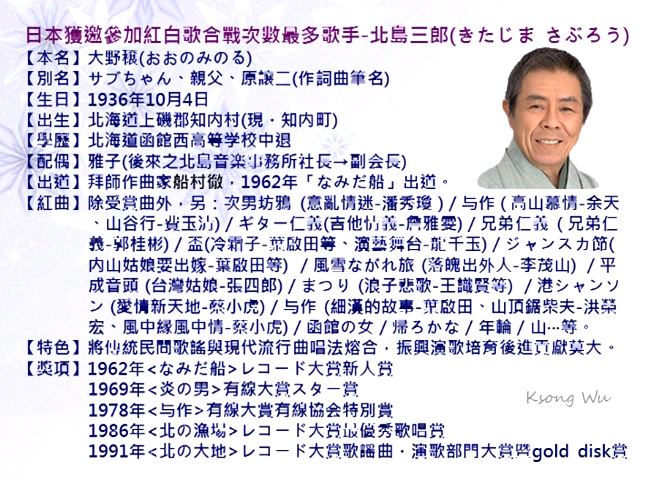 日本獲邀參加紅白歌合戰次數最多歌手-北島三郎(きたじま さぶろう)
【本名】大野穣(おおのみのる)
【別名】サブちゃん、親父、原譲二(作詞曲筆名)
【生日】1936年10月4日
【出生】北海道上磯郡知内村(現・知内町)
【學歷】北海道函館西高等学校中退
【配偶】雅子(後來之北島音楽事務所社長→副会長)
【出道】拜師作曲家船村徹，1962年「なみだ船」出道。
【紅曲】除受賞曲外，另：次男坊鴉 (意亂情迷-潘秀瓊 ) / 与作 ( 高山慕情-余天
、山谷行-費玉清) / ギター仁義(吉他情義-詹雅雯) / 兄弟仁義 ( 兄弟仁
義-郭桂彬) / 盃(冷霜子-葉啟田等、演藝舞台-龍千玉) / ジャンスカ節(
内山姑娘要出嫁-葉啟田等) / 風雪ながれ旅 (落魄出外人-李茂山) / 平
成音頭 (台灣姑娘-張四郎) / まつり (浪子悲歌-王識賢等) / 港シャンソ
ン (愛情新天地-蔡小虎) / 与作 (細漢的故事-葉啟田、山頂鋸柴夫-洪榮
宏、風中緣風中情-蔡小虎) / 函館の女 / 帰ろかな / 年輪 / 山…等。
【特色】將傳統民間歌謠與現代流行曲唱法熔合，振興演歌培育後進貢獻莫大。
【獎項】1962年<なみだ船>レコード大賞新人賞
1969年<炎の男>有線大賞スター賞
1978年<与作>有線大賞有線協会特別賞
1986年<北の漁場>レコード大賞最優秀歌唱賞
1991年<北の大地>レコード大賞歌謡曲・演歌部門大賞暨gold disk賞
Ksong Wu